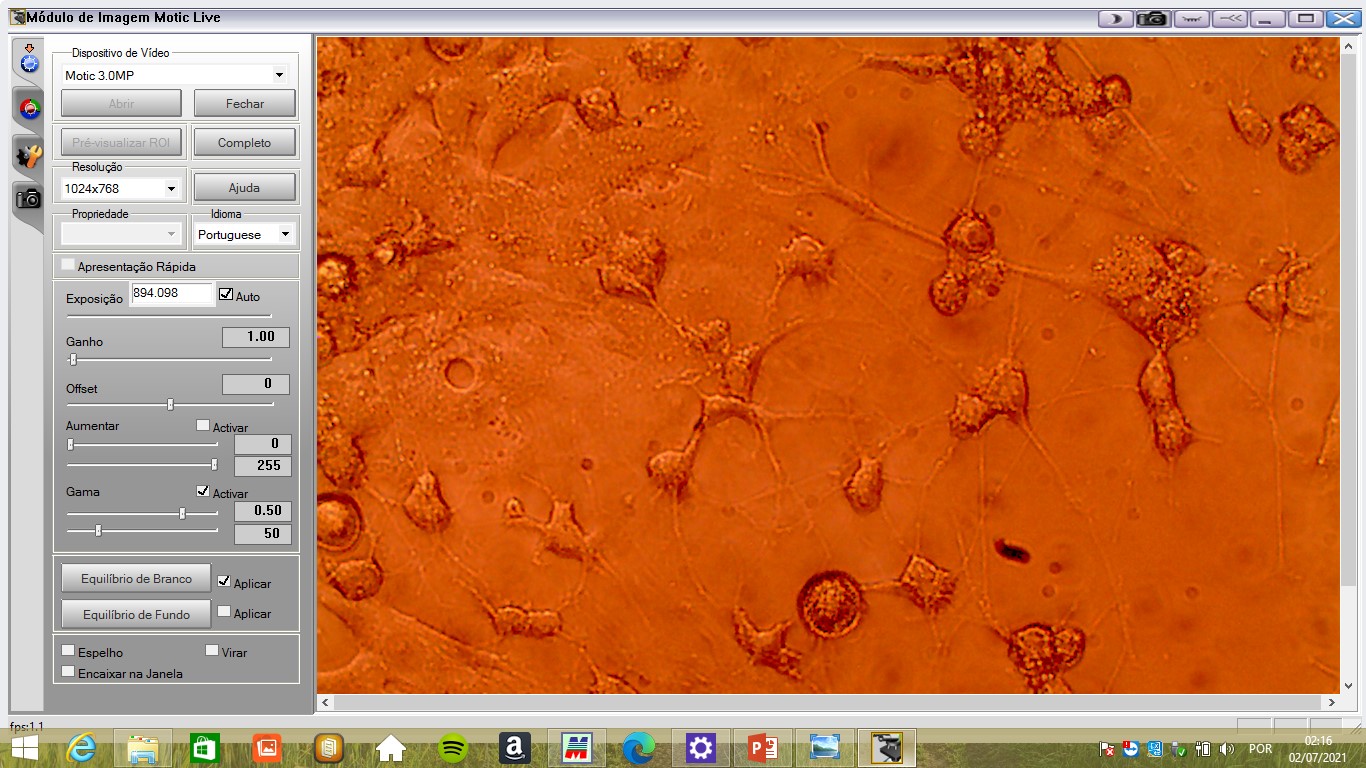 Módulo de Imagem Motic Live
Dispositivo de Vídeo
Motic 3.0MP
Abrir
Fechar
Pré-visualizar ROI
Completo
Resolução
1024x768
Ajuda
Propriedade
Idioma
Portuguese
Apresentação Rápida
Exposição
894.098
Auto
Ganho
1.00
Offset
0
Aumentar
Activar
0
255
Gama
Activar
0.50
50
Equilíbrio de Branco
Aplicar
Equilíbrio de Fundo
Aplicar
Espelho
Virar
Encaixar na Janela
fps:1.1
POR
02:16
02/07/2021